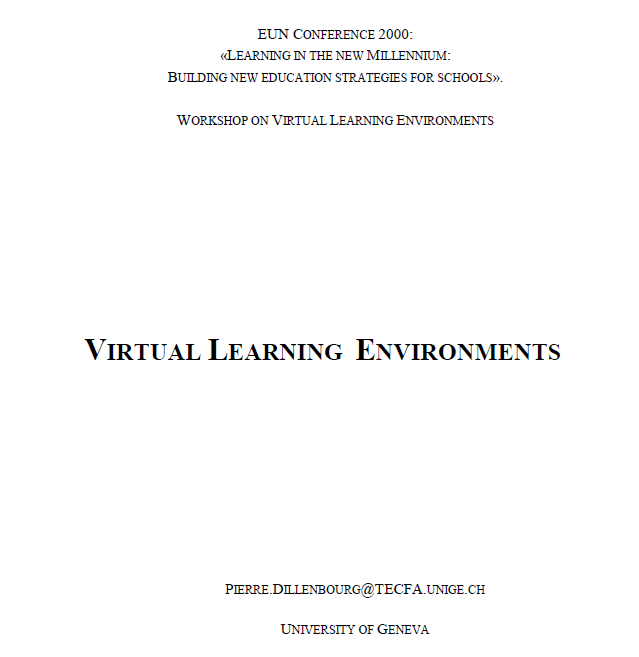 EUN CONFERENCE 2000:
«LEARNING IN THE NEW MILLENNIUM:
BUILDING NEW EDUCATION STRATEGIES FOR SCHOOLS».
WORKSHOP ON VIRTUAL LEARNING ENVIRONMENTS
VIRTUAL LEARNING ENVIRONMENTS
PIERRE.DILLENBOURG@TECFA.UNIGE.CH
UNIVERSITY OF GENEVA